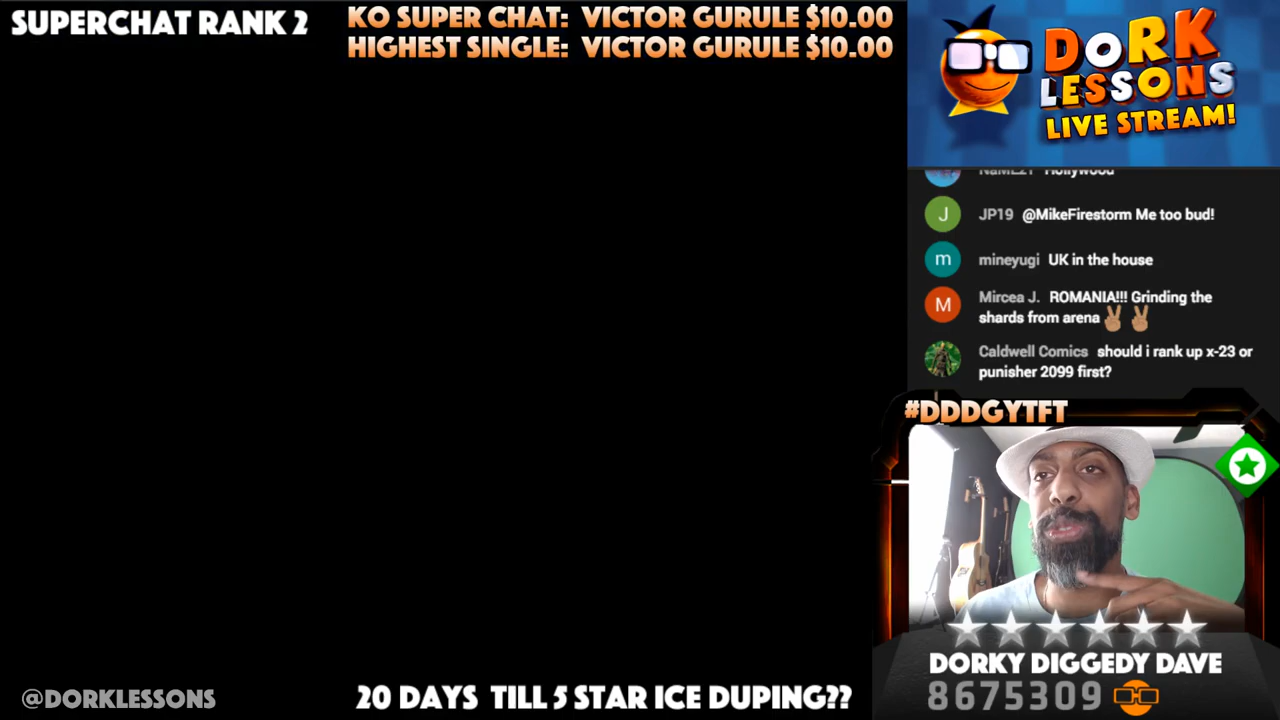 SUPERCHAT RANK 2
KO SUPER CHAT: VICTOR GURULE $10.00
HIGHEST SINGLE: VICTOR GURULE $10.00
DORK
LESSONS
LIVE STREAM!
NaMEZ1 Hollywood
J JP19 @MikeFirestorm Me too bud!
m mineyugi UK in the house
M Mircea J. ROMANIA!!! Grinding the
shards from arena ✌🏽 ✌🏽
Caldwell Comics should i rank up x-23 or
punisher 2099 first?
#DDDGYTFT
DORKY DIGGEDY DAVE
8675309
@DORKLESSONS
20 DAYS TILL 5 STAR ICE DUPING??